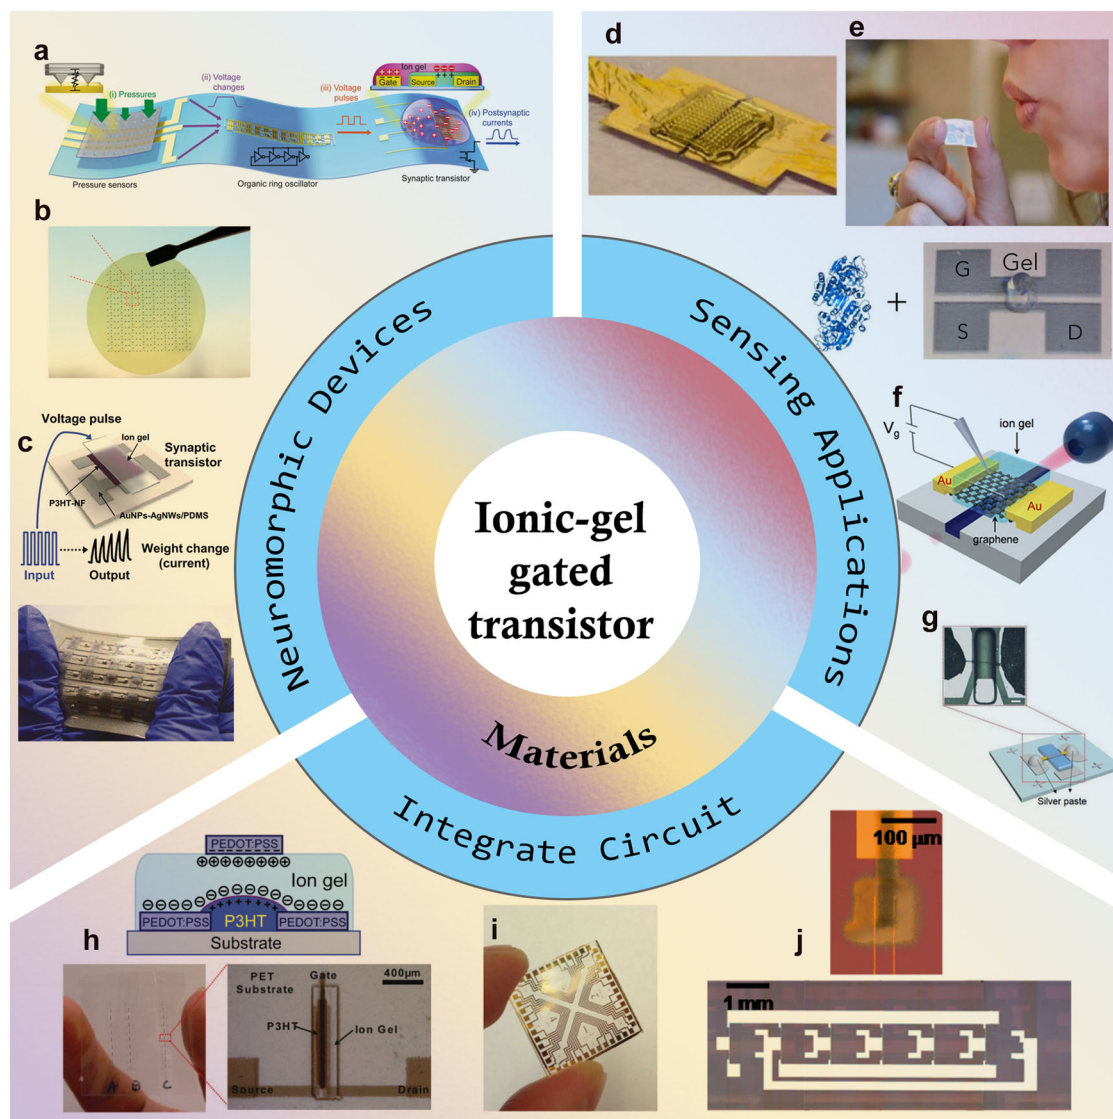 a
Ion gel
Gate
Source
Drain
(i) Pressures
(ii) Voltage
changes
(iii) Voltage
pulses
(iv) Postsynaptic
currents
Pressure sensors
Organic ring oscillator
Synaptic transistor
b
c
Voltage pulse
Ion gel
Synaptic
transistor
P3HT-NF
AuNPs-AgNWs/PDMS
Input
Output
Weight change
(current)
d
e
+
G
Gel
S
D
f
Vg
ion gel
Au
Au
graphene
g
Silver paste
Neuromorphic Devices
Sensing Applications
Integrate Circuit
Materials
Ionic-gel
gated
transistor
h
PEDOT:PSS
Ion gel
PEDOT:PSS
P3HT
PEDOT:PSS
Substrate
A B C
PET
Substrate
Gate
400μm
P3HT
Ion Gel
Source
Drain
i
j
100 μm
1 mm